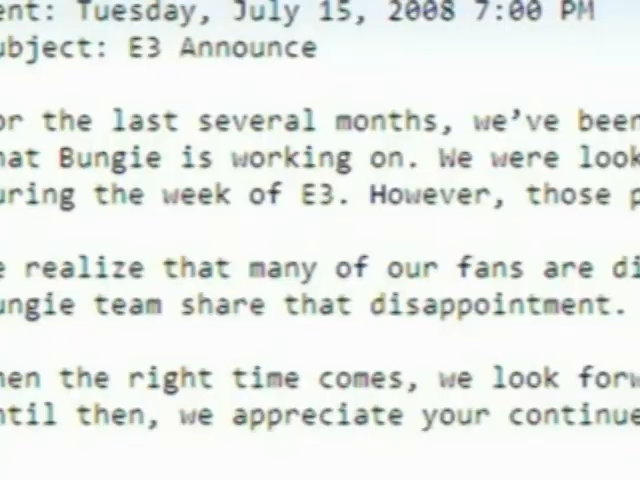 ent: Tuesday, July 15, 2008 7:00 PM
ubject: E3 Announce
or the last several months, we've been
hat Bungie is working on. We were look
uring the week of E3. However, those p
e realize that many of our fans are di
ungie team share that disappointment.
hen the right time comes, we look forw
ntil then, we appreciate your continue